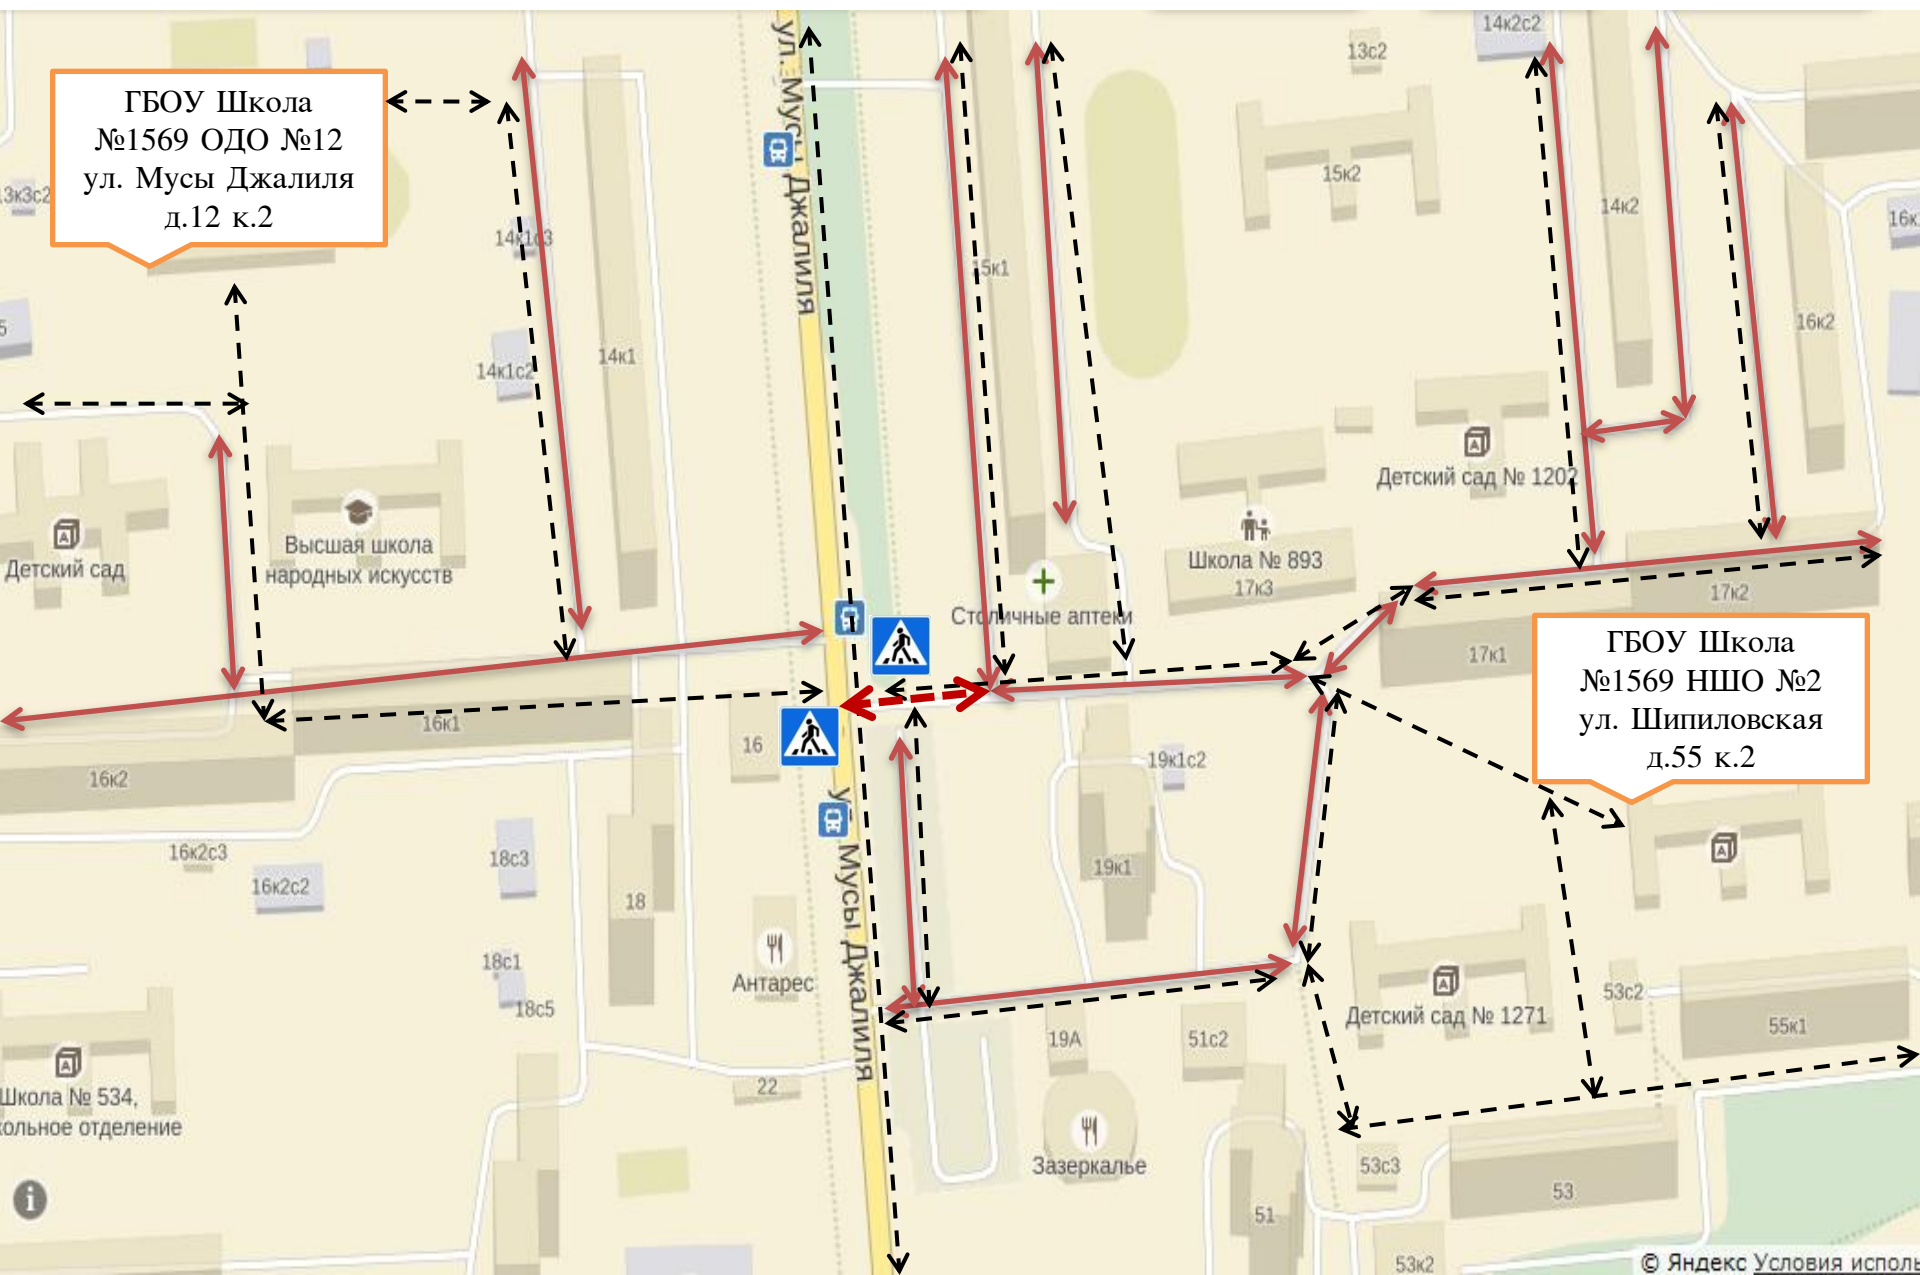 ул. Мусы Джалиля
14к2с2
13с2
ГБОУ Школа
№1569 ОДО №12
ул. Мусы Джалиля
д.12 к.2
13к3с2
15к2
14к2
16к
14к1с3
15к1
5
14к1с2
14к1
16к2
Детский сад № 1202
Детский сад
Высшая школа
народных искусств
Школа № 893
17к3
Столичные аптеки
17к2
17к1
ГБОУ Школа
№1569 НШО №2
ул. Шипиловская
д.55 к.2
16к1
16
16к2
19к1с2
ул. Мусы Джалиля
16к2с3
18с3
16к2с2
18
19к1
18с1
18с5
Антарес
Детский сад № 1271
53с2
55к1
19А
51с2
Школа № 534,
кольное отделение
22
Зазеркалье
53с3
53
51
53к2
© Яндекс Условия исполь